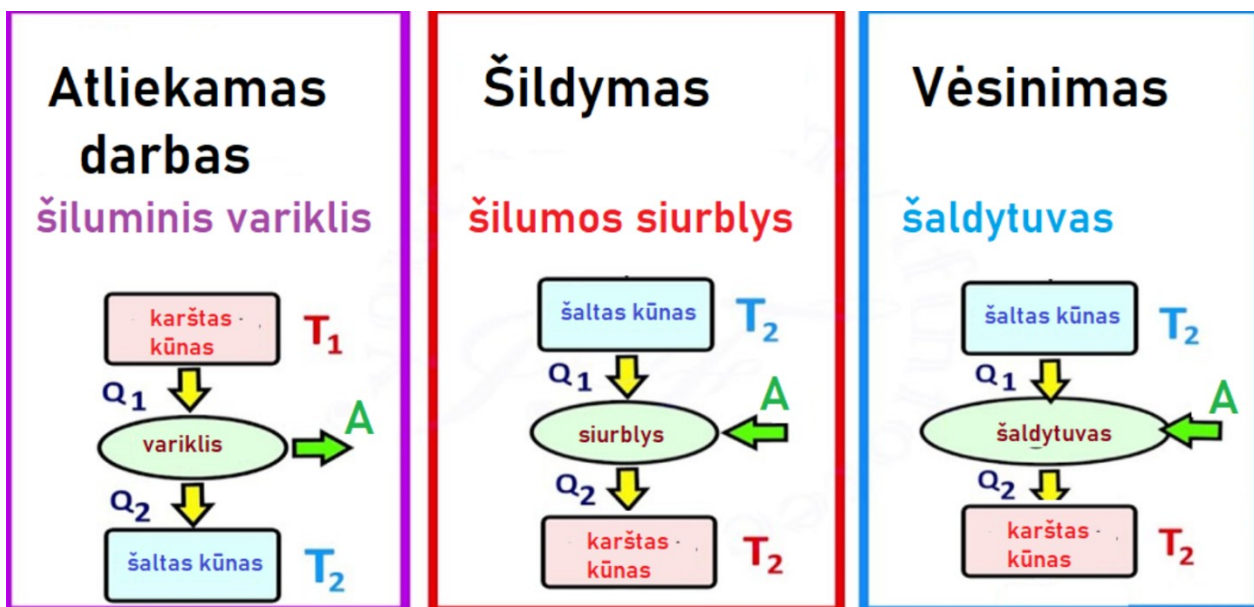 Atliekamas
darbas
šiluminis variklis
karštas
kūnas
T₁
Q₁
variklis
A
Q₂
šaltas kūnas
T₂
Šildymas
šilumos siurblys
šaltas kūnas
T₂
Q₁
siurblys
A
Q₂
karštas
kūnas
T₂
Vėsinimas
šaldytuvas
šaltas kūnas
T₂
Q₁
šaldytuvas
A
Q₂
karštas
kūnas
T₂